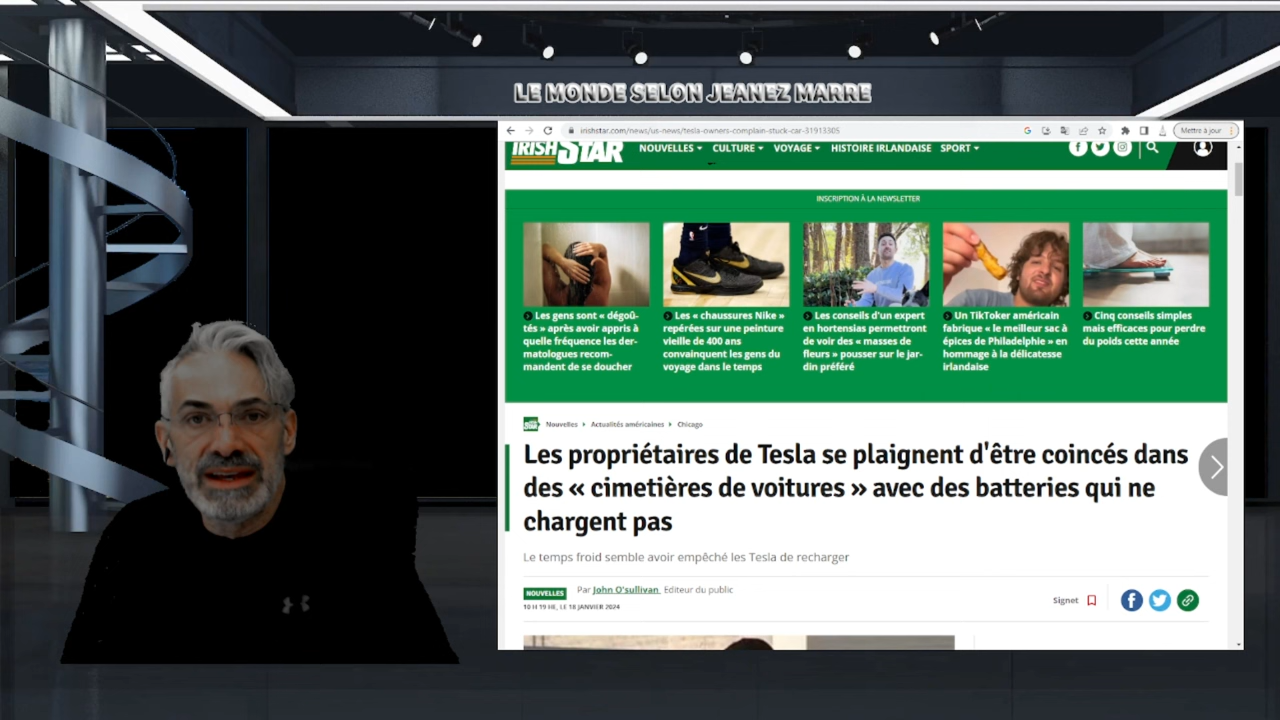 LE MONDE SELON JEANEZ MARRE
irishstar.com/news/us-news/tesla-owners-complain-stuck-car-31913305
Mettre à jour
IRISH STAR
NOUVELLES CULTURE VOYAGE HISTOIRE IRLANDAISE SPORT
INSCRIPTION À LA NEWSLETTER
Les gens sont « dégoû-
tés » après avoir appris à
quelle fréquence les der-
matologues recom-
mandent de se doucher
Les « chaussures Nike »
repérées sur une peinture
vieille de 400 ans
convainquent les gens du
voyage dans le temps
Les conseils d'un expert
en hortensias permettront
de voir des « masses de
fleurs » pousser sur le jar-
din préféré
Un TikToker américain
fabrique « le meilleur sac à
épices de Philadelphie » en
hommage à la délicatesse
irlandaise
Cinq conseils simples
mais efficaces pour perdre
du poids cette année
Nouvelles Actualités américaines Chicago
Les propriétaires de Tesla se plaignent d'être coincés dans
des « cimetières de voitures » avec des batteries qui ne
chargent pas
Le temps froid semble avoir empêché les Tesla de recharger
NOUVELLES Par John O'sullivan Editeur du public
10 H 19 HE, LE 18 JANVIER 2024
Signet